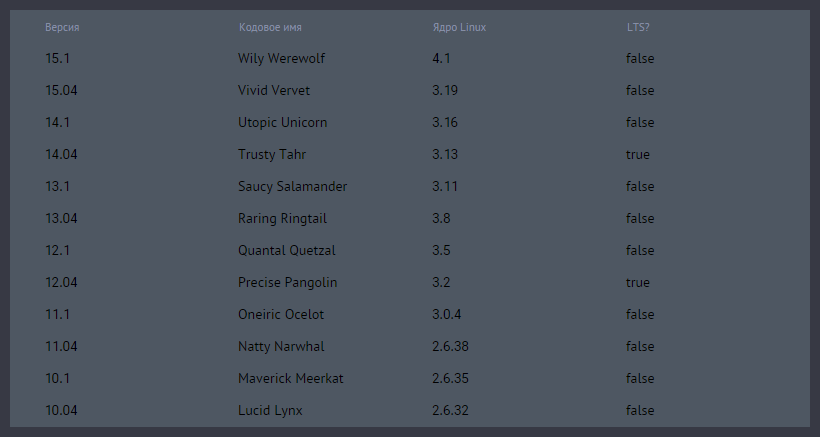 Версия Кодовое имя Ядро Linux LTS?
15.1 Wily Werewolf 4.1 false
15.04 Vivid Vervet 3.19 false
14.1 Utopic Unicorn 3.16 false
14.04 Trusty Tahr 3.13 true
13.1 Saucy Salamander 3.11 false
13.04 Raring Ringtail 3.8 false
12.1 Quantal Quetzal 3.5 false
12.04 Precise Pangolin 3.2 true
11.1 Oneiric Ocelot 3.0.4 false
11.04 Natty Narwhal 2.6.38 false
10.1 Maverick Meerkat 2.6.35 false
10.04 Lucid Lynx 2.6.32 false